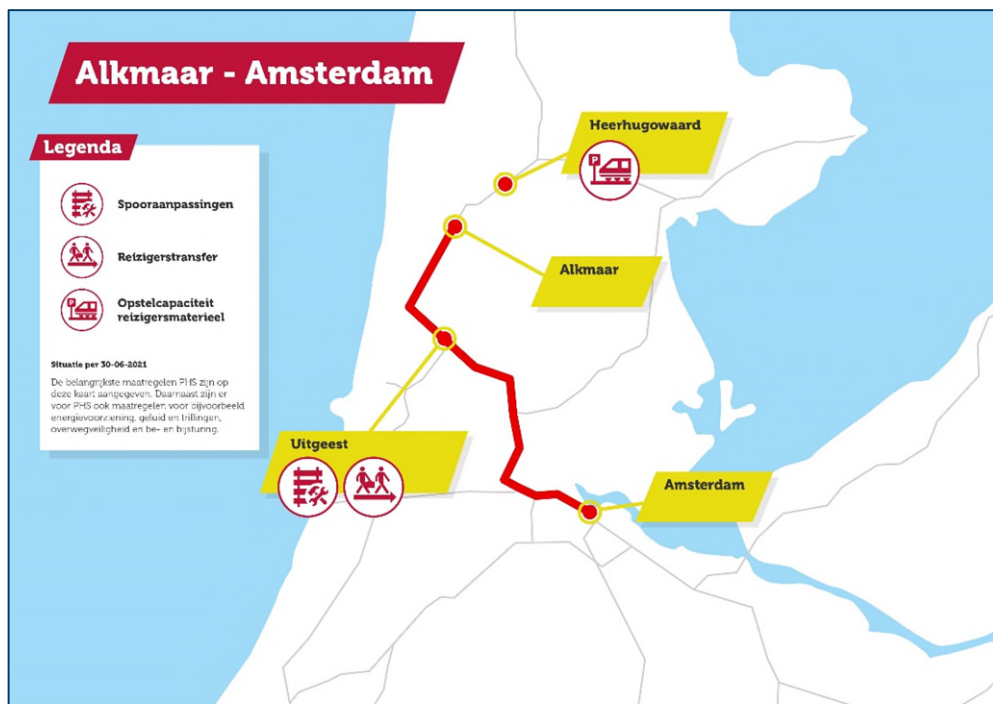 Alkmaar - Amsterdam
Legenda
Spooraanpassingen
Reizigerstransfer
Opstelcapaciteit
reizigersmaterieel
Situatie per 30-06-2021
De belangrijkste maatregelen PHS zijn op
deze kaart aangegeven. Daarnaast zijn er
voor PHS ook maatregelen voor bijvoorbeeld
energievoorziening, geluid en trillingen,
overwegveiligheid en be- en bijsturing.
Heerhugowaard
P
Alkmaar
Uitgeest
Amsterdam